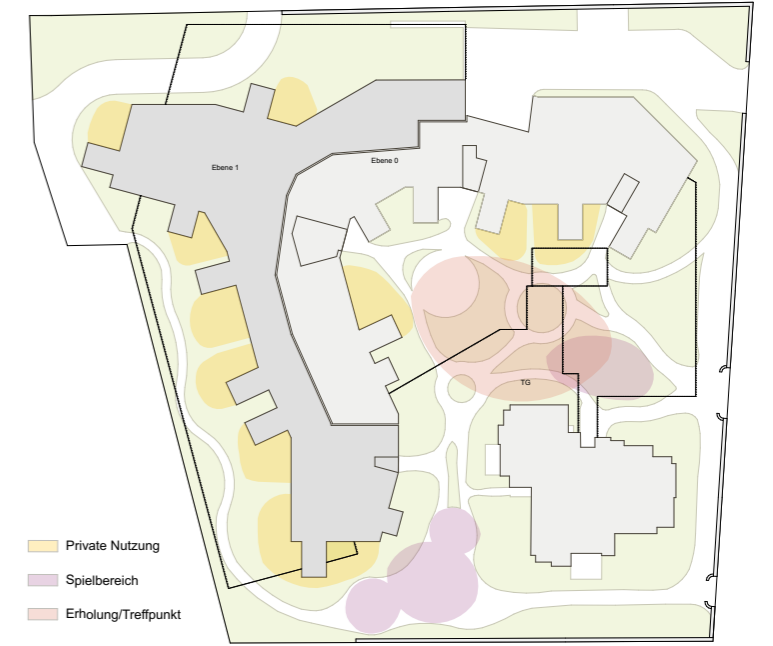 Ebene 0
Ebene 1
TG
Private Nutzung
Spielbereich
Erholung/Treffpunkt